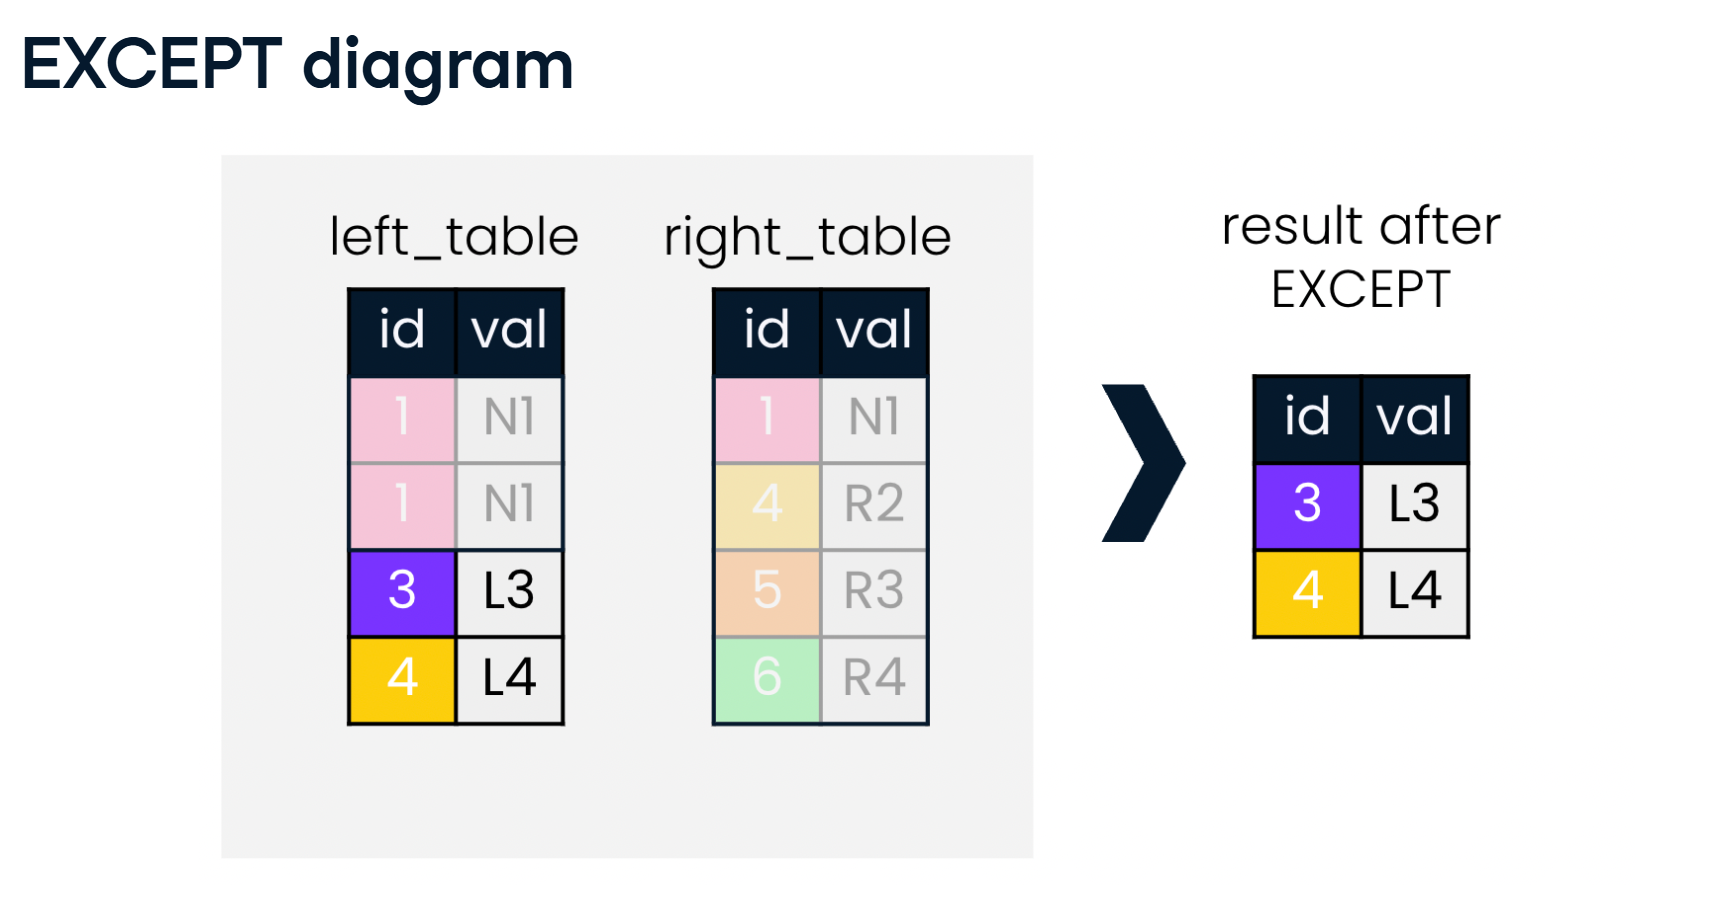 EXCEPT diagram
left_table
id val
1 N1
1 N1
3 L3
4 L4
right_table
id val
1 N1
4 R2
5 R3
6 R4
result after
EXCEPT
id val
3 L3
4 L4